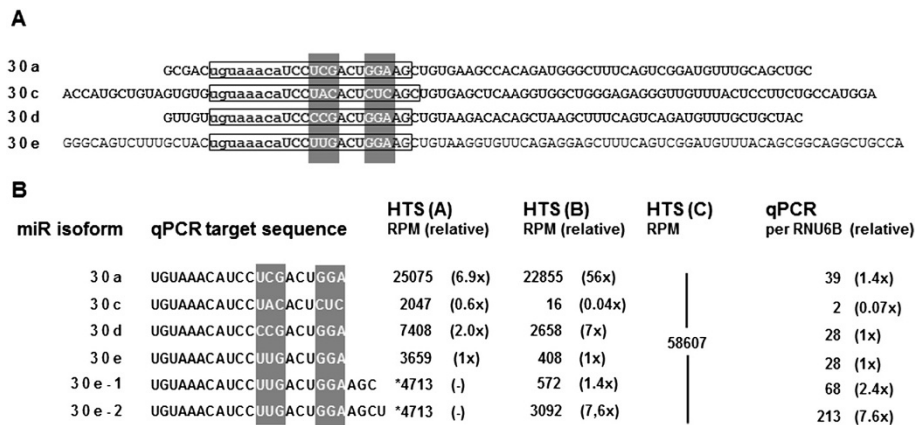 A
30a GCGACuguaaacaUCCUCGACUGGAAGCUGUGAAGCCACAGAUGGGCUUUCAGUCGGAUGUUUGCAGCUGC
30c ACCAUGCUGUAGUGUGuguaaacaUCCUACACUCUCAGCUGUGAGCUCAAGGUGGCUGGGAGAGGGUUGUUUACUCCUUCUGCCAUGGA
30d GUUGUuguaaacaUCCCCGACUGGAAGCUGUAAGACACAGCUAAGCUUUCAGUCAGAUGUUUGCUGCUAC
30e GGGCAGUCUUUGCUACuguaaacaUCCUUGACUGGAAGCUGUAAGGUGUUCAGAGGAGCUUUCAGUCGGAUGUUUACAGCGGCAGGCUGCCA
B
HTS (A) HTS (B) HTS (C) qPCR
miR isoform qPCR target sequence RPM (relative) RPM (relative) RPM per RNU6B (relative)
30a UGUAAACAUCCUCGACUGGA 25075 (6.9x) 22855 (56x) 39 (1.4x)
30c UGUAAACAUCCUACACUCUC 2047 (0.6x) 16 (0.04x) 2 (0.07x)
30d UGUAAACAUCCCCGACUGGA 7408 (2.0x) 2658 (7x) 28 (1x)
58607
30e UGUAAACAUCCUUGACUGGA 3659 (1x) 408 (1x) 28 (1x)
30e-1 UGUAAACAUCCUUGACUGGAAGC *4713 (-) 572 (1.4x) 68 (2.4x)
30e-2 UGUAAACAUCCUUGACUGGAAGCU *4713 (-) 3092 (7,6x) 213 (7.6x)